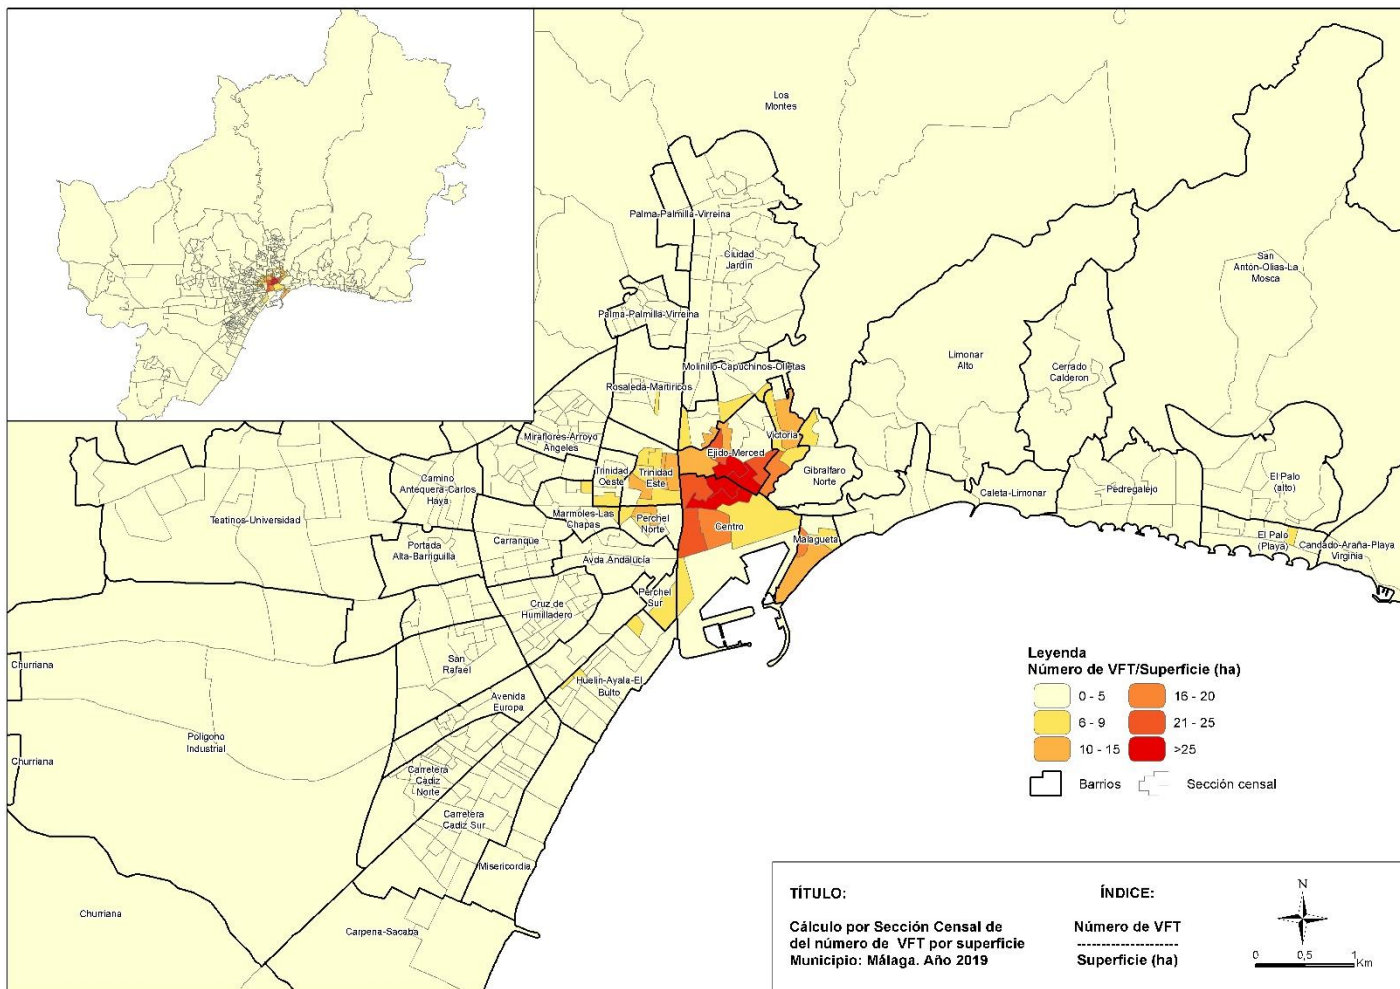 Los
Montes
Palma-Palmilla-Virreina
Ciudad
Jardín
San
Antón-Olias-La
Mosca
Palma-Palmilla-Virreina
Limonar
Alto
Cerrado
Calderon
Molinillo-Capuchinos-Olletas
Rosaleda-Martiricos
Miraflores-Arroyo
Angeles
Victoria
Ejido-Merced
Gibralfaro
Norte
Trinidad
Oeste
Trinidad
Este
Camino
Antequera-Carlos
Haya
El Palo
(alto)
Caleta-Limonar
Pedregalejo
Teatinos-Universidad
Marmoles-Las
Chapas
Perchel
Norte
Centro
Malagueta
El Palo
(Playa)
Candado-Araña-Playa
Virginia
Portada
Alta-Barriguilla
Carranque
Avda Andalucía
Perchel
Sur
Cruz de
Humilladero
San
Rafael
Churriana
Huelin-Ayala-El
Bulto
Avenida
Europa
Polígono
Industrial
Churriana
Carretera
Cádiz
Norte
Carretera
Cadiz Sur
Misericordia
Churriana
Carpena-Sacaba
Leyenda
Número de VFT/Superficie (ha)
0 - 5 16 - 20
6 - 9 21 - 25
10 - 15 >25
Barrios Sección censal
TÍTULO: ÍNDICE:
Cálculo por Sección Censal de
del número de VFT por superficie
Municipio: Málaga. Año 2019
Número de VFT
--------------------
Superficie (ha)
N
0 0,5 1
Km